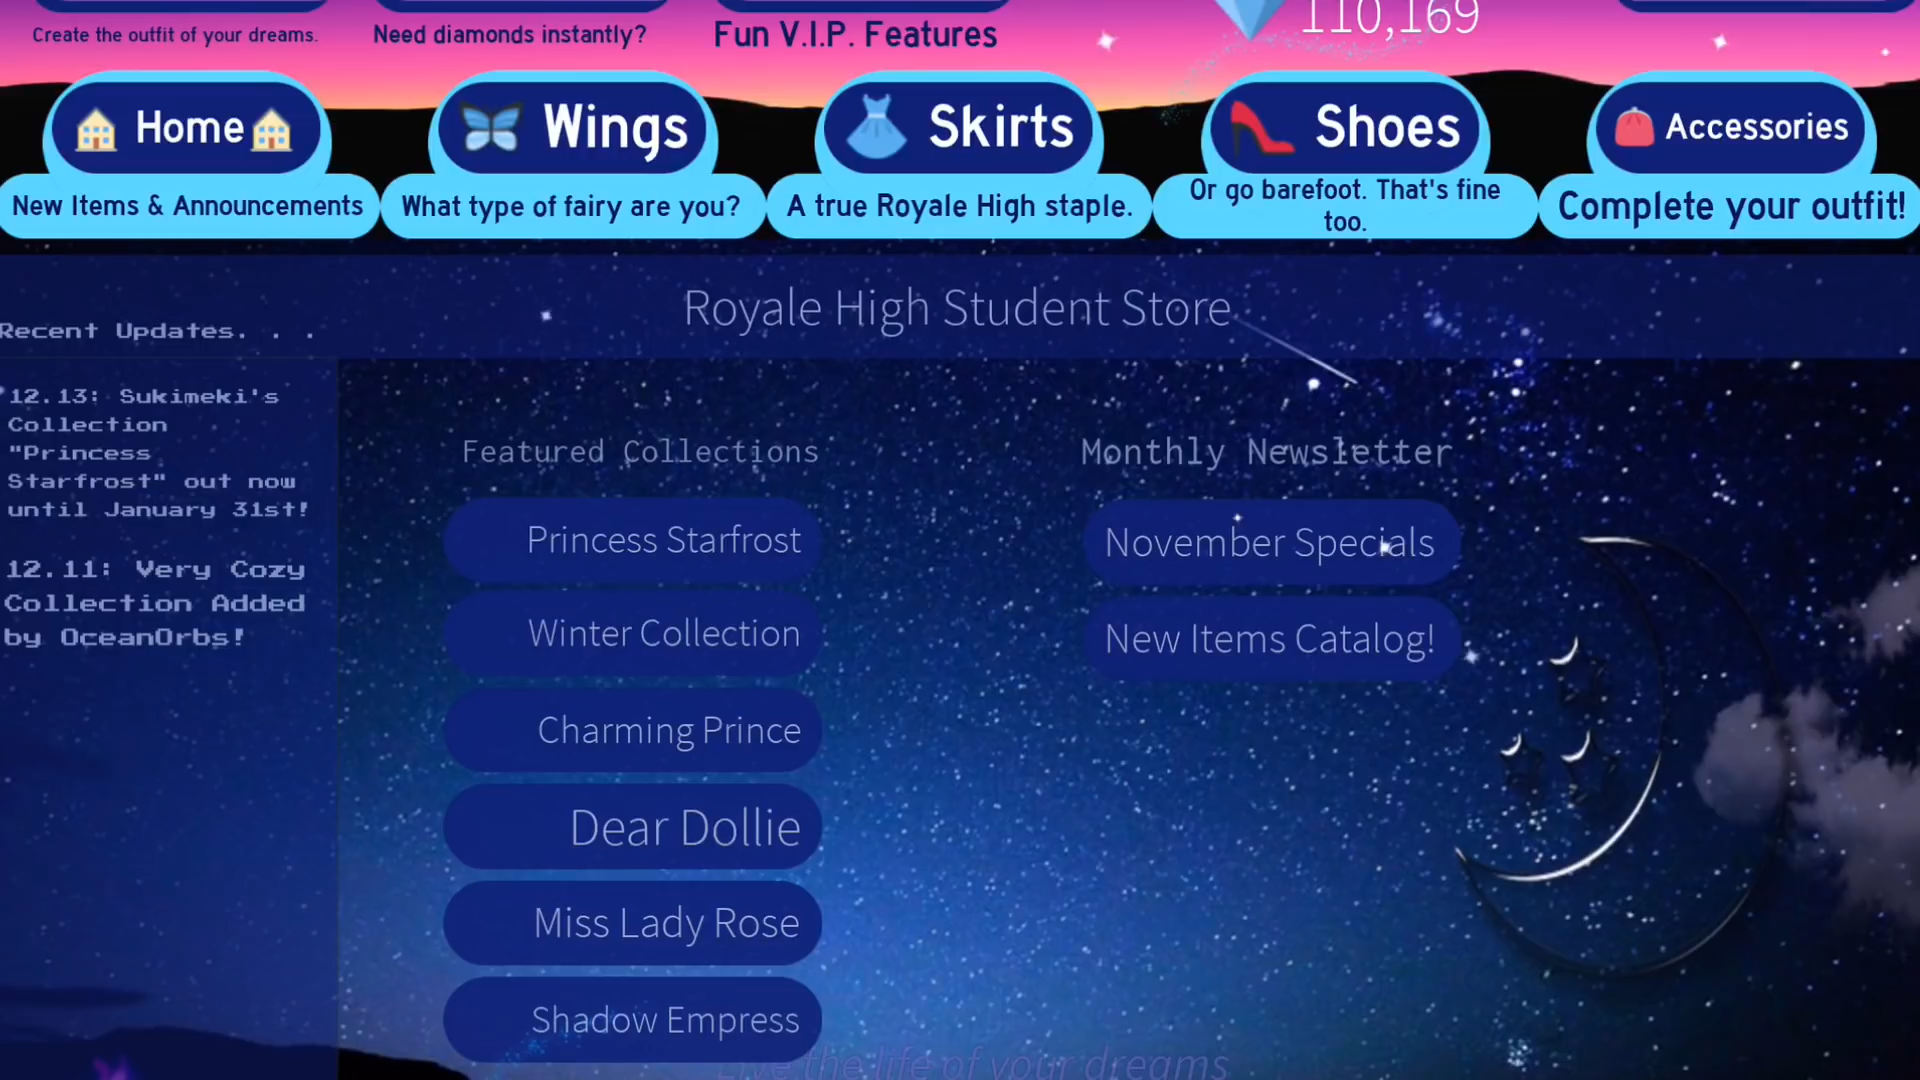 Create the outfit of your dreams.
Need diamonds instantly?
Fun V.I.P. Features
110,169
Home
Wings
Skirts
Shoes
Accessories
New Items & Announcements
What type of fairy are you?
A true Royale High staple.
Or go barefoot. That's fine
too.
Complete your outfit!
Royale High Student Store
Recent Updates. . .
12.13: Sukimeki's
Collection
"Princess
Starfrost" out now
until January 31st!
12.11: Very Cozy
Collection Added
by OceanOrbs!
Featured Collections
Princess Starfrost
Winter Collection
Charming Prince
Dear Dollie
Miss Lady Rose
Shadow Empress
Monthly Newsletter
November Specials
New Items Catalog!
Live the life of your dreams